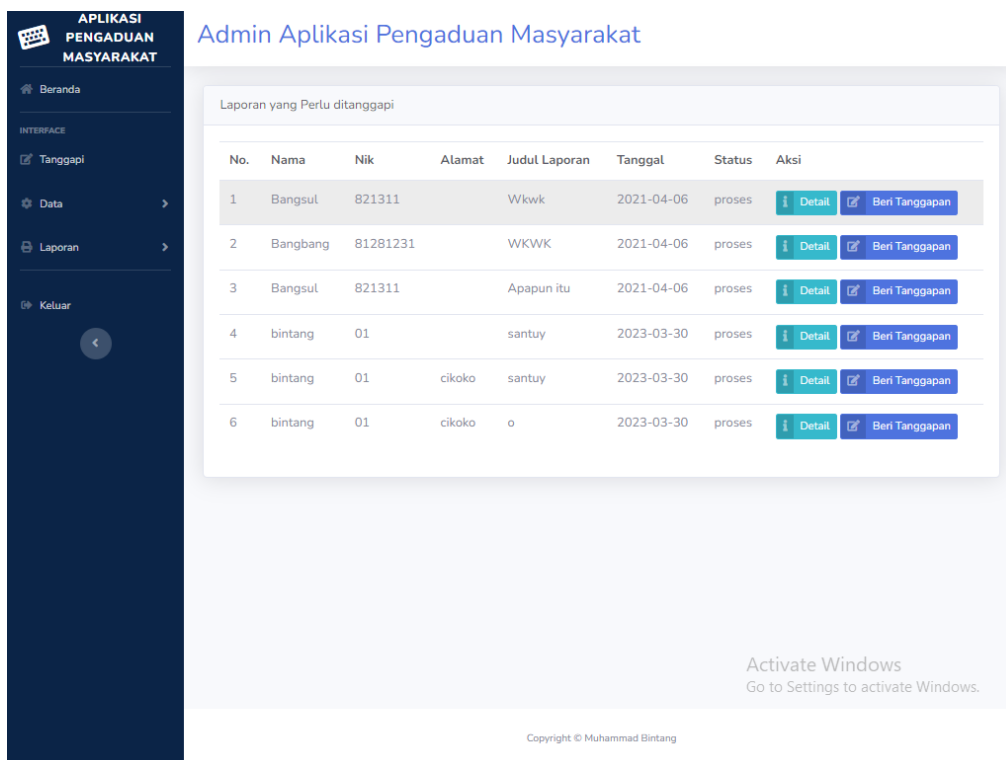 APLIKASI
PENGADUAN
MASYARAKAT
Admin Aplikasi Pengaduan Masyarakat
Beranda
INTERFACE
Tanggapi
Data
Laporan
Keluar
Laporan yang Perlu ditanggapi
No. Nama Nik Alamat Judul Laporan Tanggal Status Aksi
1 Bangsul 821311 Wkwk 2021-04-06 proses Detail Beri Tanggapan
2 Bangbang 81281231 WKWK 2021-04-06 proses Detail Beri Tanggapan
3 Bangsul 821311 Apapun itu 2021-04-06 proses Detail Beri Tanggapan
4 bintang 01 santuy 2023-03-30 proses Detail Beri Tanggapan
5 bintang 01 cikoko santuy 2023-03-30 proses Detail Beri Tanggapan
6 bintang 01 cikoko o 2023-03-30 proses Detail Beri Tanggapan
Activate Windows
Go to Settings to activate Windows.
Copyright © Muhammad Bintang